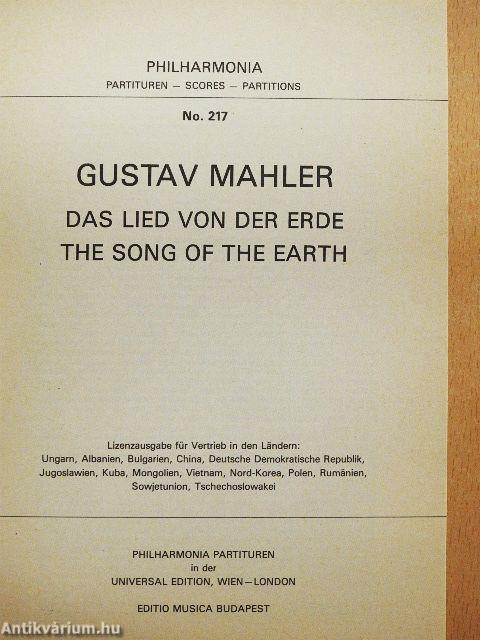 PHILHARMONIA
PARTITUREN – SCORES – PARTITIONS
No. 217
GUSTAV MAHLER
DAS LIED VON DER ERDE
THE SONG OF THE EARTH
Lizenzausgabe für Vertrieb in den Ländern:
Ungarn, Albanien, Bulgarien, China, Deutsche Demokratische Republik,
Jugoslawien, Kuba, Mongolien, Vietnam, Nord-Korea, Polen, Rumänien,
Sowjetunion, Tschechoslowakei
PHILHARMONIA PARTITUREN
in der
UNIVERSAL EDITION, WIEN–LONDON
EDITIO MUSICA BUDAPEST
Antikvárium.hu